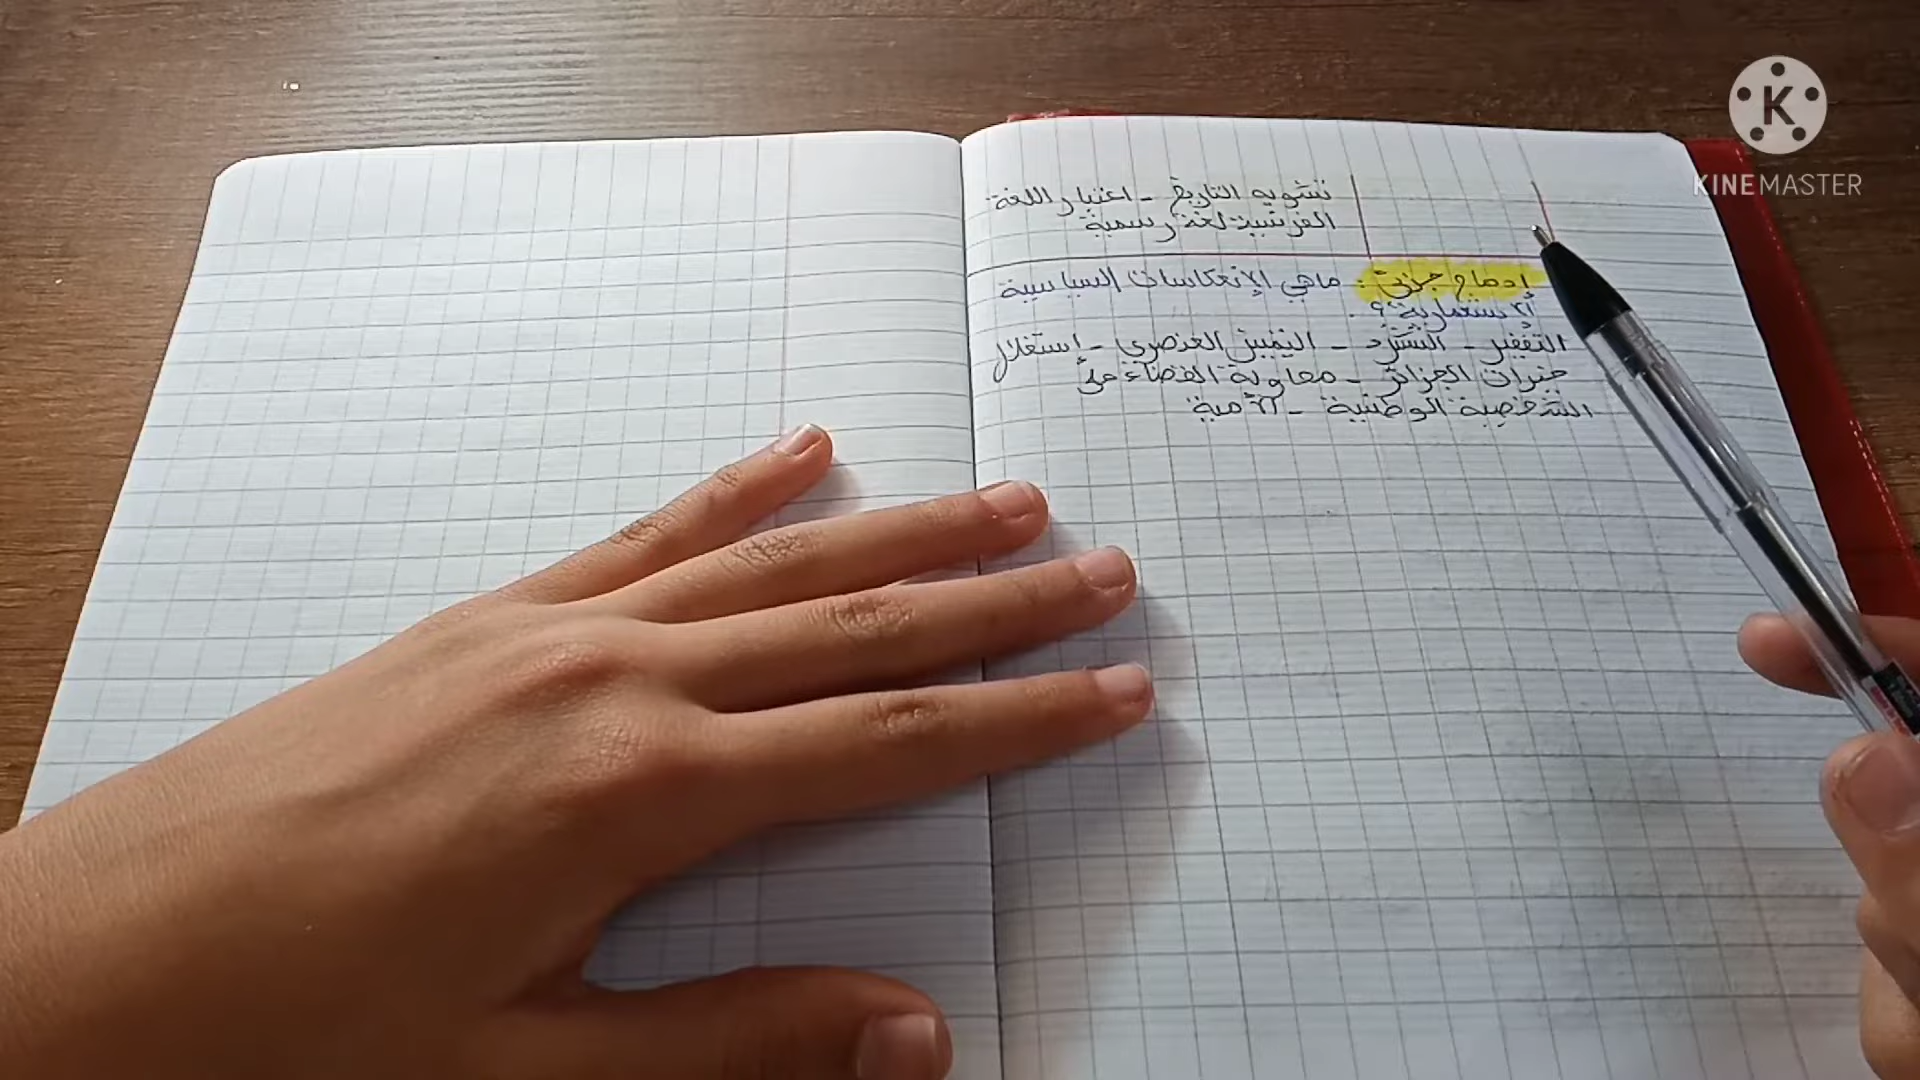 تشويه التاريخ - اعتبار اللغة
الفرنسية لغة رسمية
إدماج جزئي: ماهي الإنعكاسات السياسية
الاستعمارية؟
التفقير - التشرد - التمييز العنصري - إستغلال
خيرات الجزائر - محاولة القضاء على
الشخصية الوطنية - الأمية
K
KINEMASTER